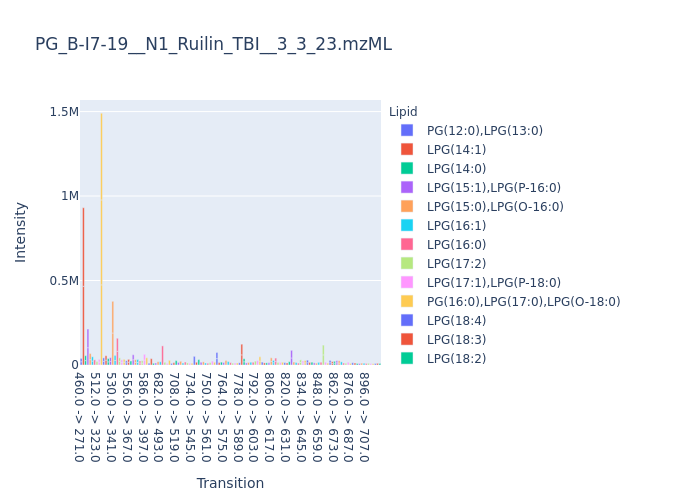 PG_B-I7-19__N1_Ruilin_TBI__3_3_23.mzML
Lipid
PG(12:0),LPG(13:0)
LPG(14:1)
LPG(14:0)
LPG(15:1),LPG(P-16:0)
LPG(15:0),LPG(O-16:0)
LPG(16:1)
LPG(16:0)
LPG(17:2)
LPG(17:1),LPG(P-18:0)
PG(16:0),LPG(17:0),LPG(O-18:0)
LPG(18:4)
LPG(18:3)
LPG(18:2)
1.5M
1M
0.5M
0
Intensity
460.0 -> 271.0
512.0 -> 323.0
530.0 -> 341.0
556.0 -> 367.0
586.0 -> 397.0
682.0 -> 493.0
708.0 -> 519.0
734.0 -> 545.0
750.0 -> 561.0
764.0 -> 575.0
778.0 -> 589.0
792.0 -> 603.0
806.0 -> 617.0
820.0 -> 631.0
834.0 -> 645.0
848.0 -> 659.0
862.0 -> 673.0
876.0 -> 687.0
896.0 -> 707.0
Transition